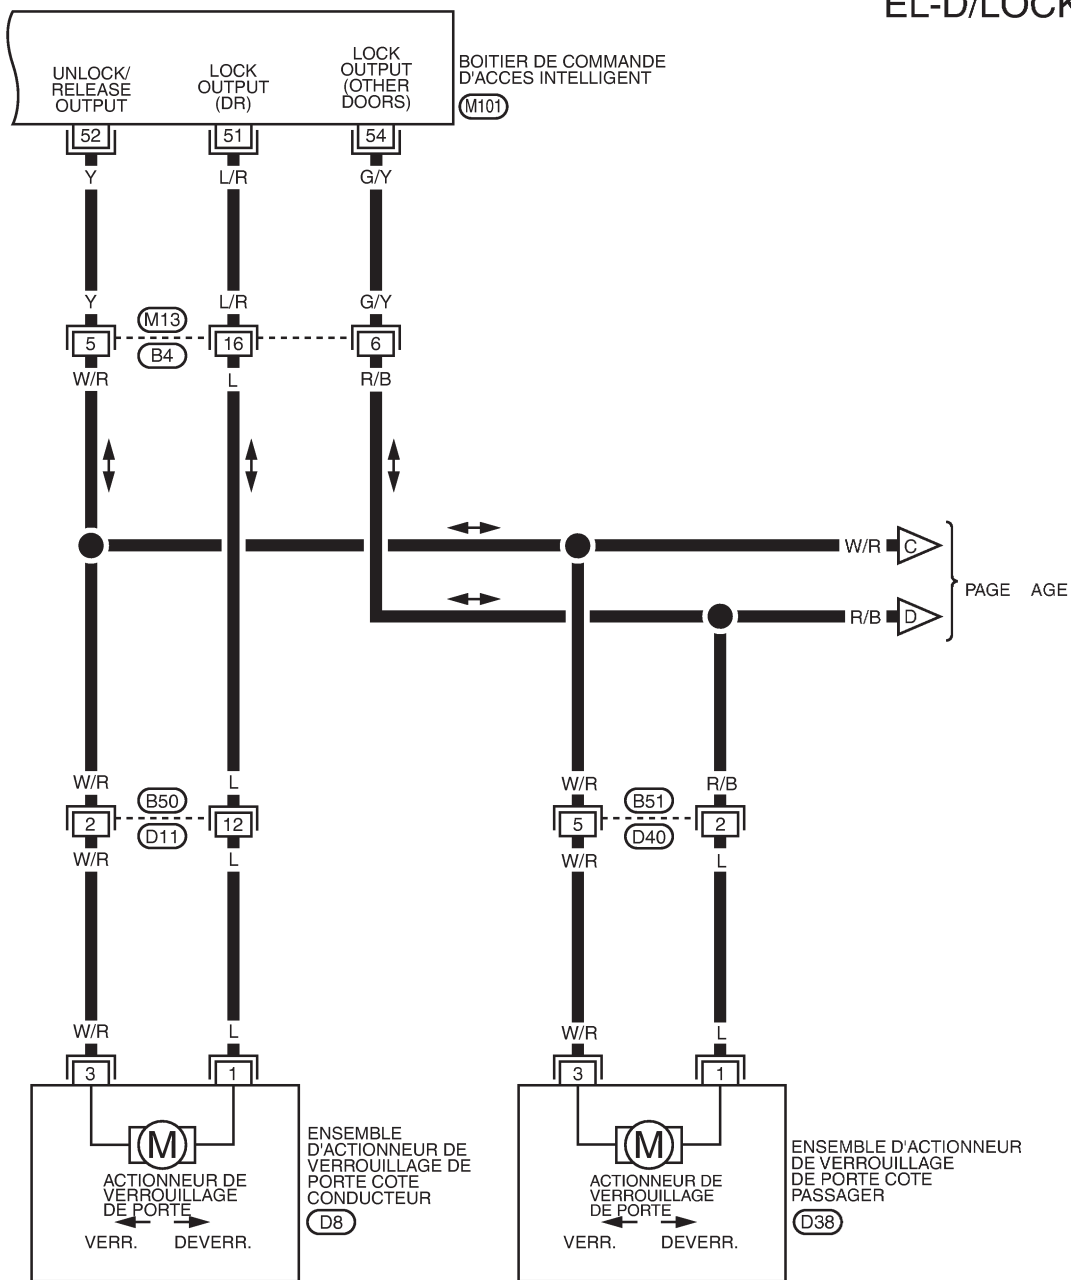 EL-D/LOCK
UNLOCK/
RELEASE
OUTPUT
LOCK
OUTPUT
(DR)
LOCK
OUTPUT
(OTHER
DOORS)
BOITIER DE COMMANDE
D'ACCES INTELLIGENT
M101
52 51 54
Y L/R G/Y
Y L/R G/Y
M13
5 16 6
B4
W/R L R/B
W/R C
PAGE AGE
R/B D
W/R L W/R R/B
B50 B51
2 12 5 2
D11 D40
W/R L W/R L
W/R L W/R L
3 1 3 1
M
ACTIONNEUR DE
VERROUILLAGE
DE PORTE
VERR. DEVERR.
ENSEMBLE
D'ACTIONNEUR DE
VERROUILLAGE DE
PORTE COTE
CONDUCTEUR
D8
M
ACTIONNEUR DE
VERROUILLAGE
DE PORTE
VERR. DEVERR.
ENSEMBLE D'ACTIONNEUR
DE VERROUILLAGE
DE PORTE COTE
PASSAGER
D38